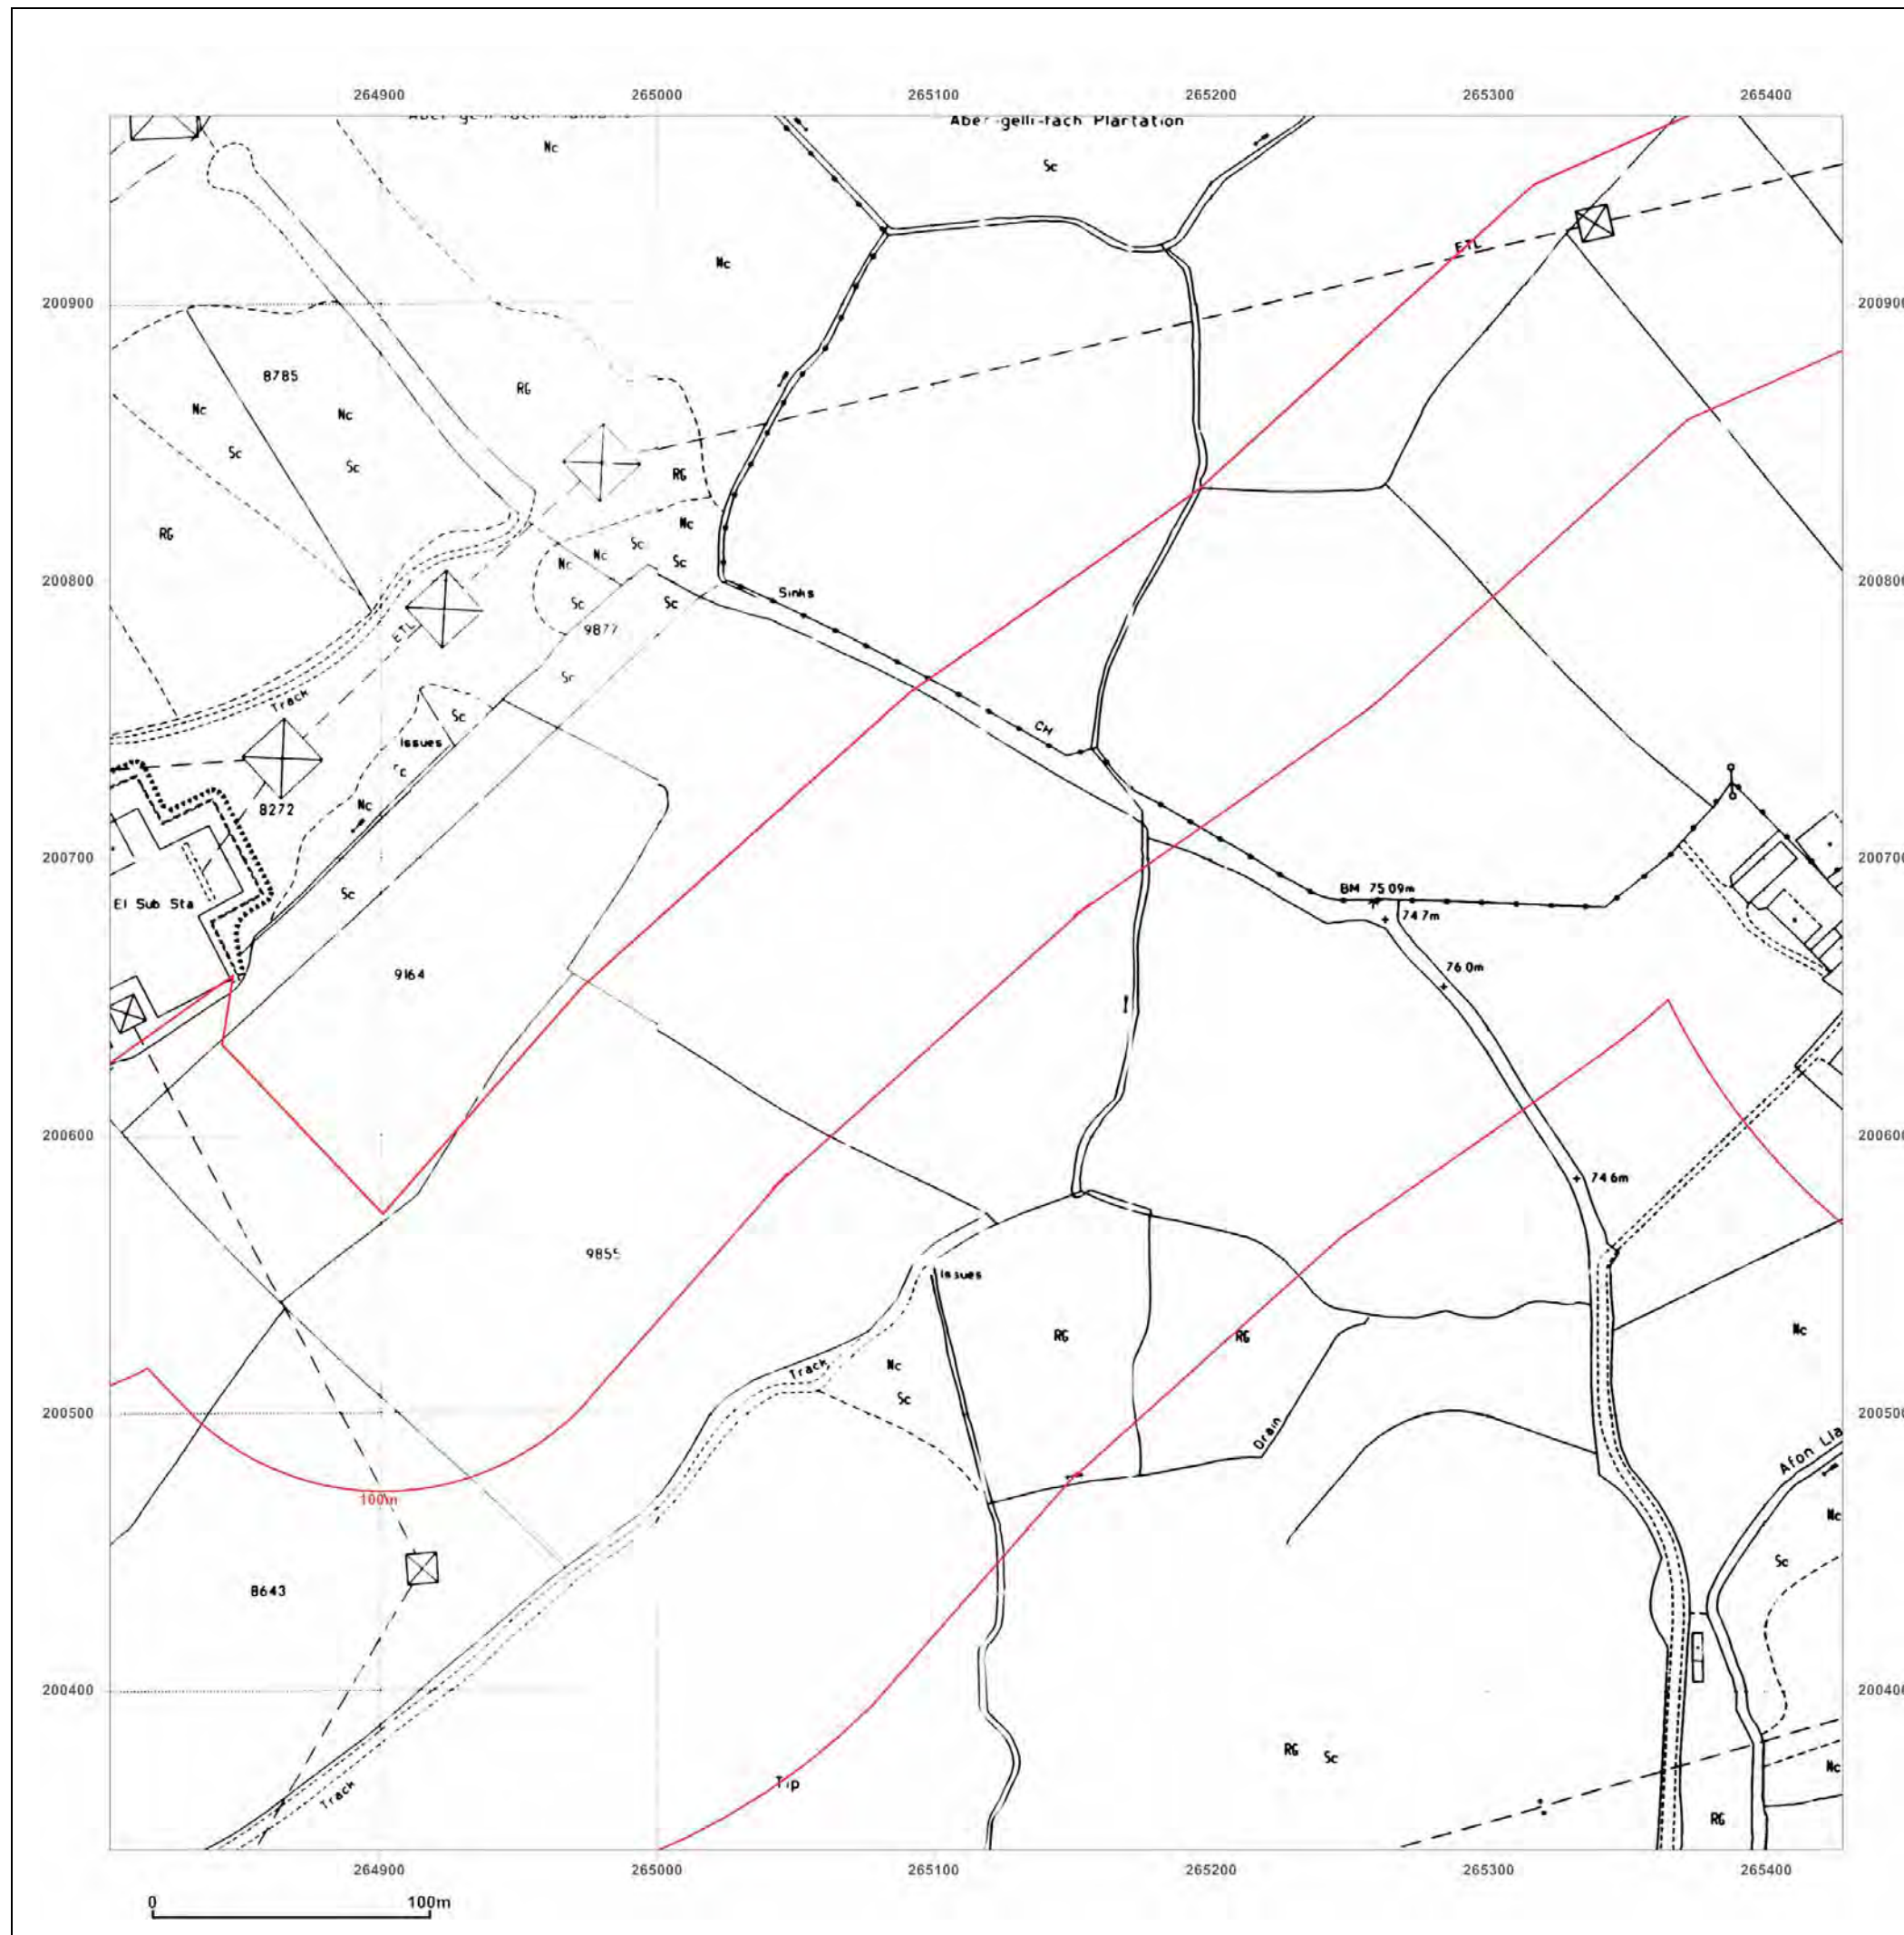 264900 265000 265100 265200 265300 265400
Aber-gelli-fach Plantation
Nc
Sc
ETL
Nc
200900 200900
8785
RG
Nc Nc
Sc Sc
RG
RG
Nc
Sc
Nc
Nc
Sc
200800 200800
Sinks
Sc Sc
ETL
9877
Sc
Track
Sc
CH
Issues
Nc
8272
200700 200700
BM 75.09m
Sc
El Sub Sta
74.7m
76.0m
9164
200600 200600
74.6m
9855
Issues
RG RG
Nc
Nc
Track
Sc
200500 200500
Drain
Afon Lla
100m
Nc
Sc
8643
200400 200400
RG Sc
Nc
Tip
Track
RG
264900 265000 265100 265200 265300 265400
0 100m